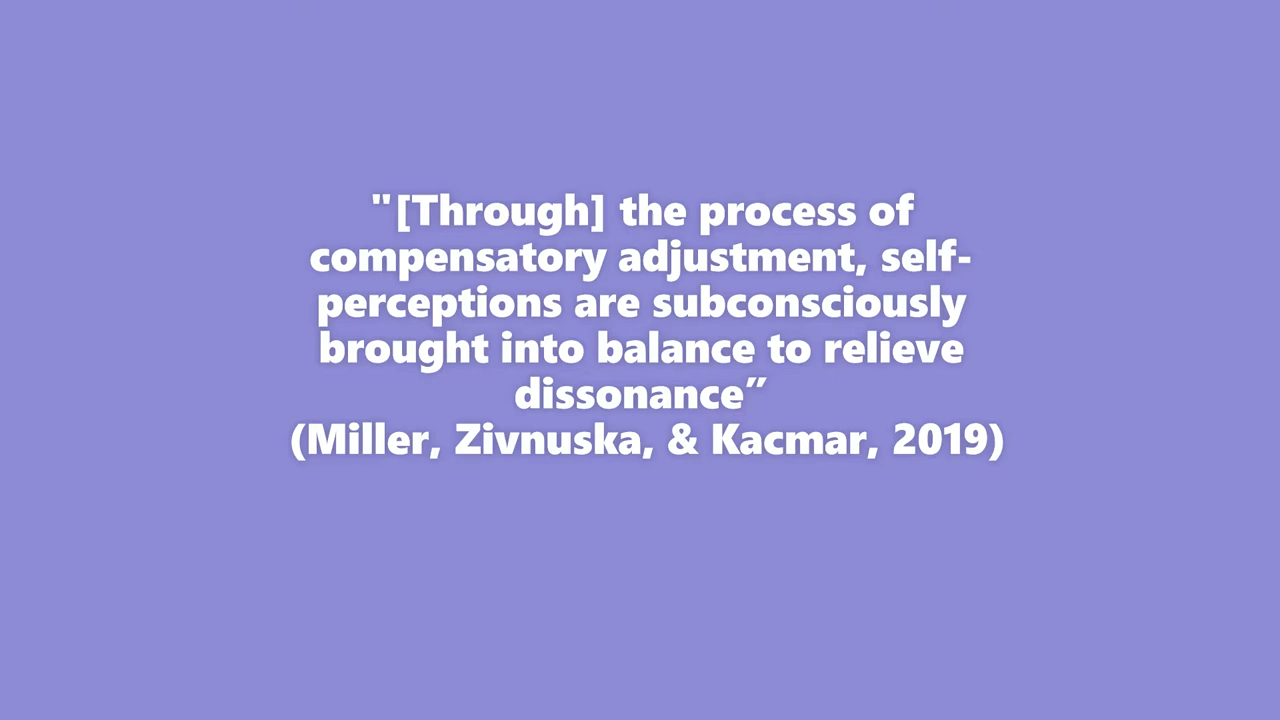 "[Through] the process of
compensatory adjustment, self-
perceptions are subconsciously
brought into balance to relieve
dissonance”
(Miller, Zivnuska, & Kacmar, 2019)